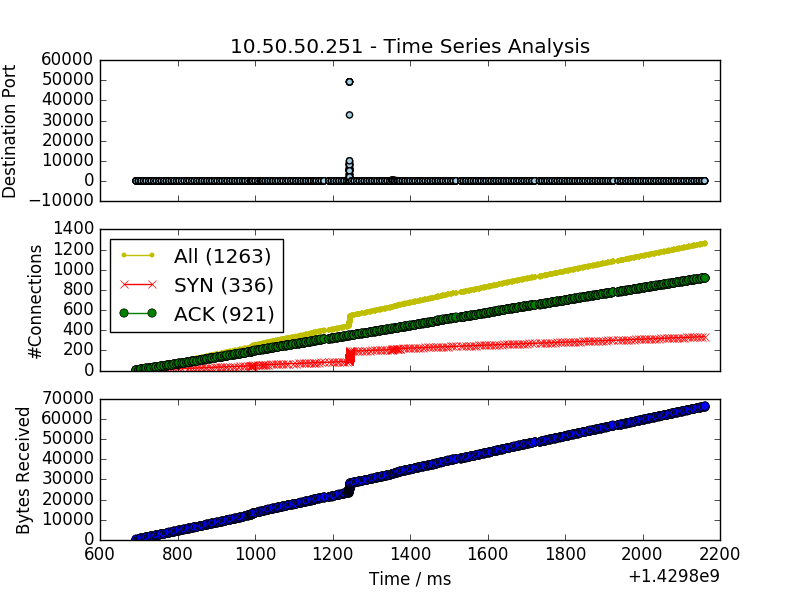 10.50.50.251 - Time Series Analysis
60000
50000
40000
30000
20000
10000
0
−10000
Destination Port
1400
1200
1000
800
600
400
200
0
#Connections
All (1263)
SYN (336)
ACK (921)
70000
60000
50000
40000
30000
20000
10000
0
Bytes Received
600 800 1000 1200 1400 1600 1800 2000 2200
Time / ms
+1.4298e9